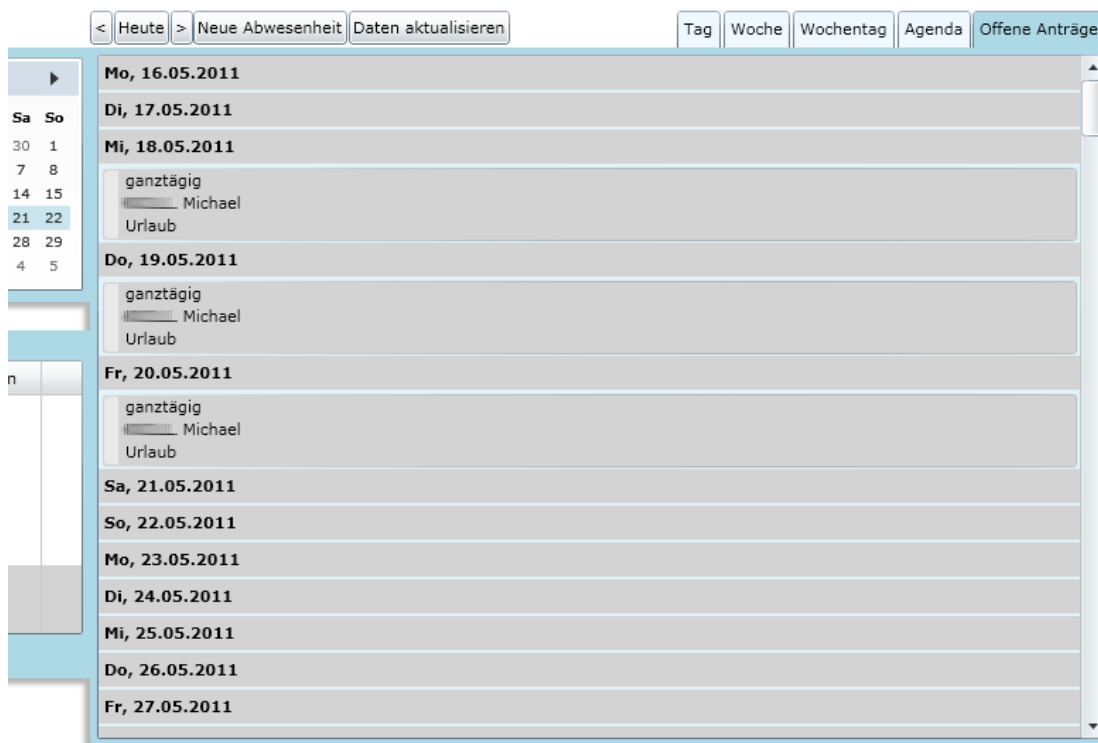 < Heute > Neue Abwesenheit Daten aktualisieren
Tag Woche Wochentag Agenda Offene Anträge
Sa So
30 1
7 8
14 15
21 22
28 29
4 5
n
Mo, 16.05.2011
Di, 17.05.2011
Mi, 18.05.2011
ganztägig
Michael
Urlaub
Do, 19.05.2011
ganztägig
Michael
Urlaub
Fr, 20.05.2011
ganztägig
Michael
Urlaub
Sa, 21.05.2011
So, 22.05.2011
Mo, 23.05.2011
Di, 24.05.2011
Mi, 25.05.2011
Do, 26.05.2011
Fr, 27.05.2011